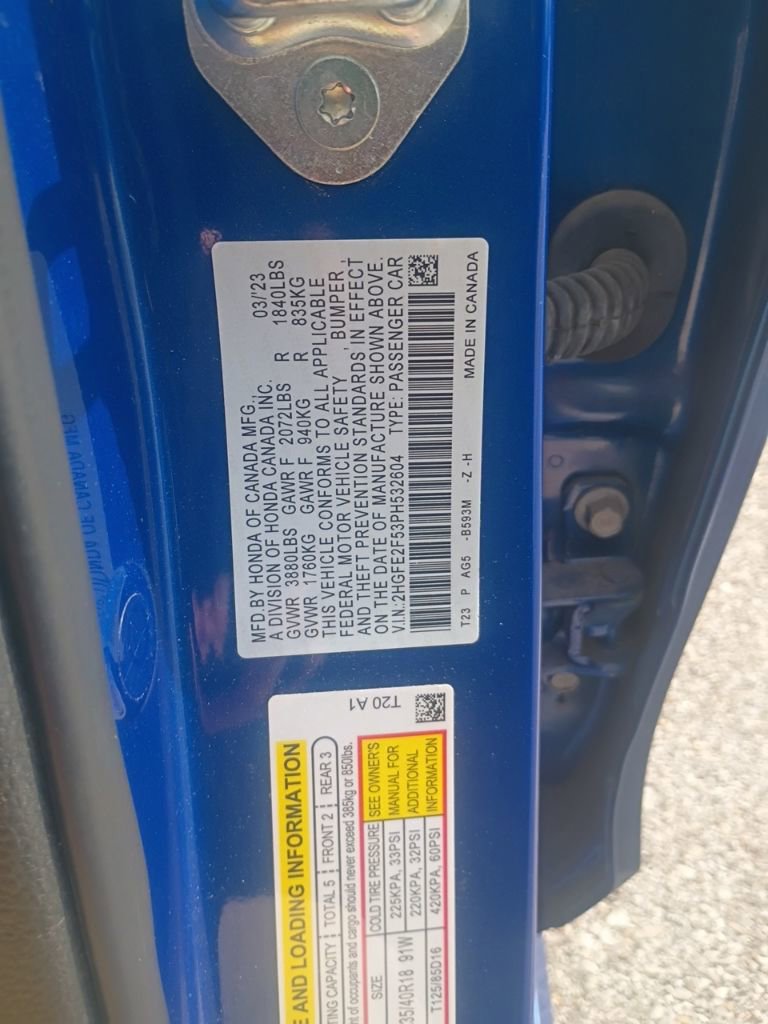 MFD.BY HONDA OF CANADA MFG., 03/'23
A DIVISION OF HONDA CANADA INC.
GVWR 3880LBS GAWR F 2072LBS R 1840LBS
GVWR 1760KG GAWR F 940KG R 835KG
THIS VEHICLE CONFORMS TO ALL APPLICABLE
FEDERAL MOTOR VEHICLE SAFETY , BUMPER ,
AND THEFT PREVENTION STANDARDS IN EFFECT
ON THE DATE OF MANUFACTURE SHOWN ABOVE.
V.I.N.:2HGFE2F53PH532604 TYPE: PASSENGER CAR
T23 P AG5 -B593M -Z -H MADE IN CANADA
T20 A1
AND LOADING INFORMATION
CAPACITY TOTAL 5 FRONT 2 REAR 3
of occupants and cargo should never exceed 385kg or 850lbs.
SIZE COLD TIRE PRESSURE SEE OWNER'S
35/40R18 91W 225KPA, 33PSI MANUAL FOR
220KPA, 32PSI ADDITIONAL
T125/85D16 420KPA, 60PSI INFORMATION